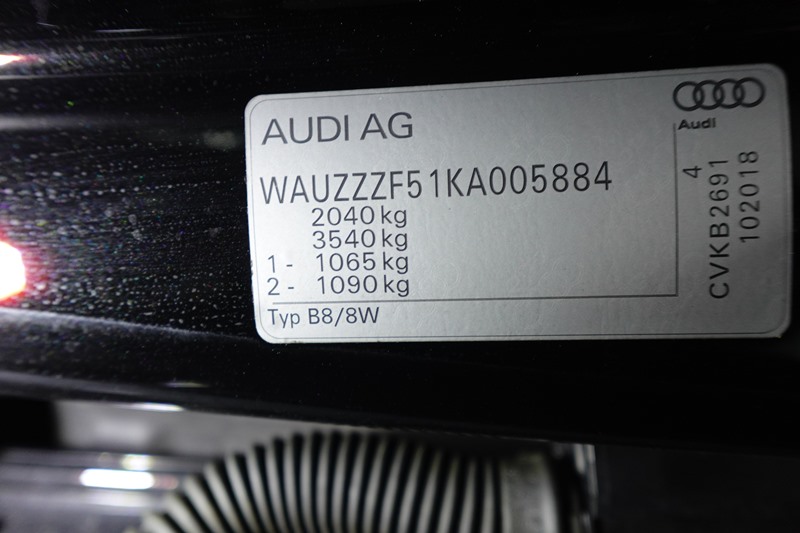 AUDI AG
Audi
WAUZZZF51KA005884
2040 kg
3540 kg
1 - 1065 kg
2 - 1090 kg
Typ B8/8W
4
CVKB2691
102018